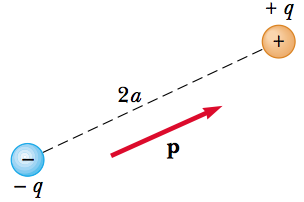 + q
+
2a
p
−
− q